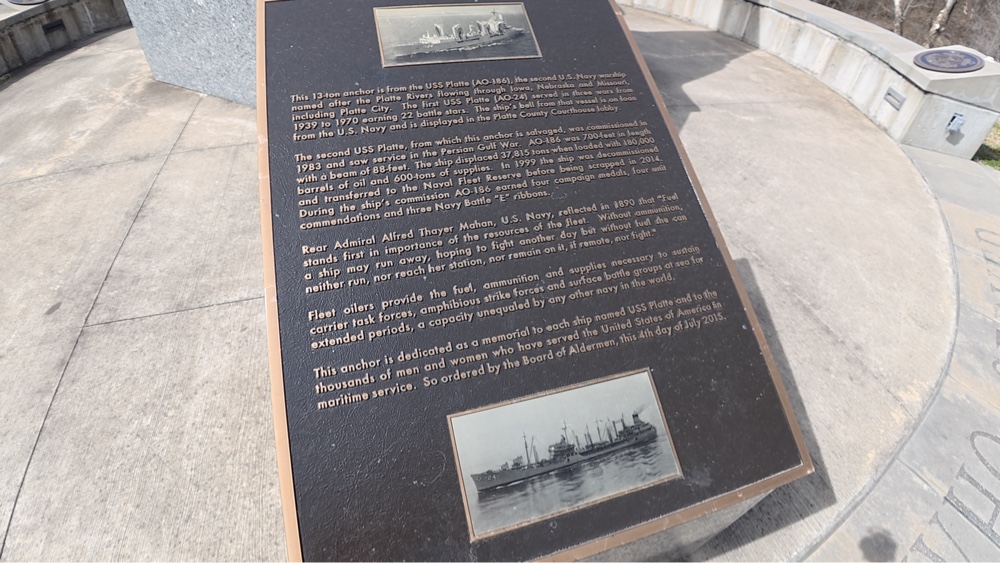 This 13-ton anchor is from the USS Platte (AO-186), the second U.S. Navy warship
named after the Platte Rivers flowing through Iowa, Nebraska and Missouri,
including Platte City. The first USS Platte (AO-24) served in three wars from
1939 to 1970 earning 22 battle stars. The ship's bell from that vessel is on loan
from the U.S. Navy and is displayed in the Platte County Courthouse lobby.
The second USS Platte, from which this anchor is salvaged, was commissioned in
1983 and saw service in the Persian Gulf War. AO-186 was 700-feet in length
with a beam of 88-feet. The ship displaced 37,815 tons when loaded with 180,000
barrels of oil and 600-tons of supplies. In 1999 the ship was decommissioned
and transferred to the Naval Fleet Reserve before being scrapped in 2014.
During the ship's commission AO-186 earned four campaign medals, four unit
commendations and three Navy Battle "E" ribbons.
Rear Admiral Alfred Thayer Mahan, U.S. Navy, reflected in 1890 that "Fuel
stands first in importance of the resources of the fleet. Without ammunition,
a ship may run away, hoping to fight another day but without fuel she can
neither run, nor reach her station, nor remain on it, if remote, nor fight."
Fleet oilers provide the fuel, ammunition and supplies necessary to sustain
carrier task forces, amphibious strike forces and surface battle groups at sea for
extended periods, a capacity unequaled by any other navy in the world.
This anchor is dedicated as a memorial to each ship named USS Platte and to the
thousands of men and women who have served the United States of America in
maritime service. So ordered by the Board of Aldermen, this 4th day of July 2015.
WHO